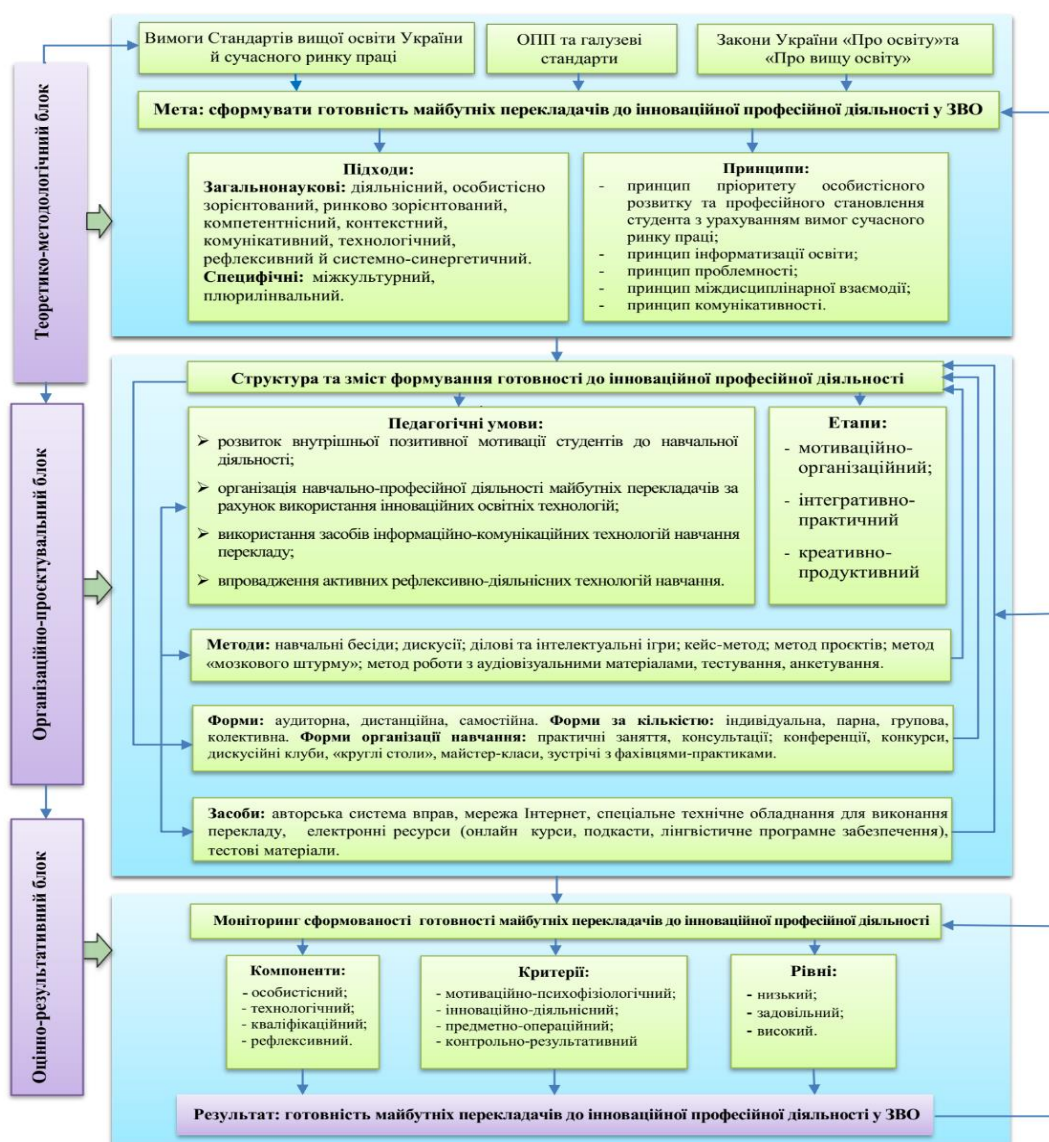 Теоретико-методологічний блок
Вимоги Стандартів вищої освіти України
й сучасного ринку праці
ОПП та галузеві
стандарти
Закони України «Про освіту»та
«Про вищу освіту»
Мета: сформувати готовність майбутніх перекладачів до інноваційної професійної діяльності у ЗВО
Підходи:
Загальнонаукові: діяльнісний, особистісно
зорієнтований, ринково зорієнтований,
компетентнісний, контекстний,
комунікативний, технологічний,
рефлексивний й системно-синергетичний.
Специфічні: міжкультурний,
плюрилінвальний.
Принципи:
- принцип пріоритету особистісного
розвитку та професійного становлення
студента з урахуванням вимог сучасного
ринку праці;
- принцип інформатизації освіти;
- принцип проблемності;
- принцип міждисциплінарної взаємодії;
- принцип комунікативності.
Організаційно-проєктувальний блок
Структура та зміст формування готовності до інноваційної професійної діяльності
Педагогічні умови:
➢ розвиток внутрішньої позитивної мотивації студентів до навчальної
діяльності;
➢ організація навчально-професійної діяльності майбутніх перекладачів за
рахунок використання інноваційних освітніх технологій;
➢ використання засобів інформаційно-комунікаційних технологій навчання
перекладу;
➢ впровадження активних рефлексивно-діяльнісних технологій навчання.
Етапи:
- мотиваційно-
організаційний;
- інтегративно-
практичний
- креативно-
продуктивний
Методи: навчальні бесіди; дискусії; ділові та інтелектуальні ігри; кейс-метод; метод проєктів; метод
«мозкового штурму»; метод роботи з аудіовізуальними матеріалами, тестування, анкетування.
Форми: аудиторна, дистанційна, самостійна. Форми за кількістю: індивідуальна, парна, групова,
колективна. Форми організації навчання: практичні заняття, консультації; конференції, конкурси,
дискусійні клуби, «круглі столи», майстер-класи, зустрічі з фахівцями-практиками.
Засоби: авторська система вправ, мережа Інтернет, спеціальне технічне обладнання для виконання
перекладу, електронні ресурси (онлайн курси, подкасти, лінгвістичне програмне забезпечення),
тестові матеріали.
Оцінно-результативний блок
Моніторинг сформованості готовності майбутніх перекладачів до інноваційної професійної діяльності
Компоненти:
- особистісний;
- технологічний;
- кваліфікаційний;
- рефлексивний.
Критерії:
- мотиваційно-психофізіологічний;
- інноваційно-діяльнісний;
- предметно-операційний;
- контрольно-результативний
Рівні:
- низький;
- задовільний;
- високий.
Результат: готовність майбутніх перекладачів до інноваційної професійної діяльності у ЗВО